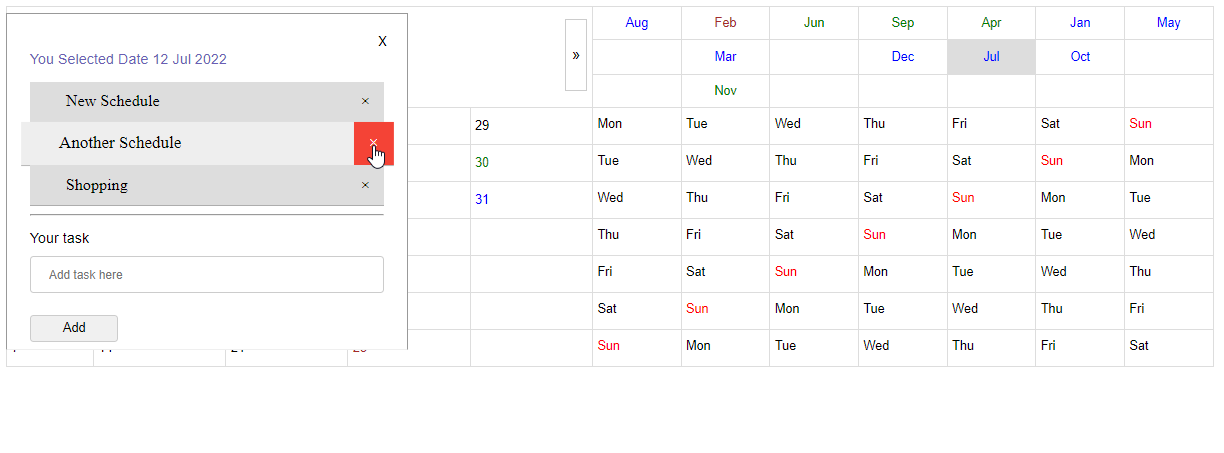 X
You Selected Date 12 Jul 2022
New Schedule ×
Another Schedule ×
Shopping ×
Your task
Add task here
Add
»
Aug Feb Jun Sep Apr Jan May
Mar Dec Jul Oct
Nov
29 Mon Tue Wed Thu Fri Sat Sun
30 Tue Wed Thu Fri Sat Sun Mon
31 Wed Thu Fri Sat Sun Mon Tue
Thu Fri Sat Sun Mon Tue Wed
Fri Sat Sun Mon Tue Wed Thu
Sat Sun Mon Tue Wed Thu Fri
Sun Mon Tue Wed Thu Fri Sat